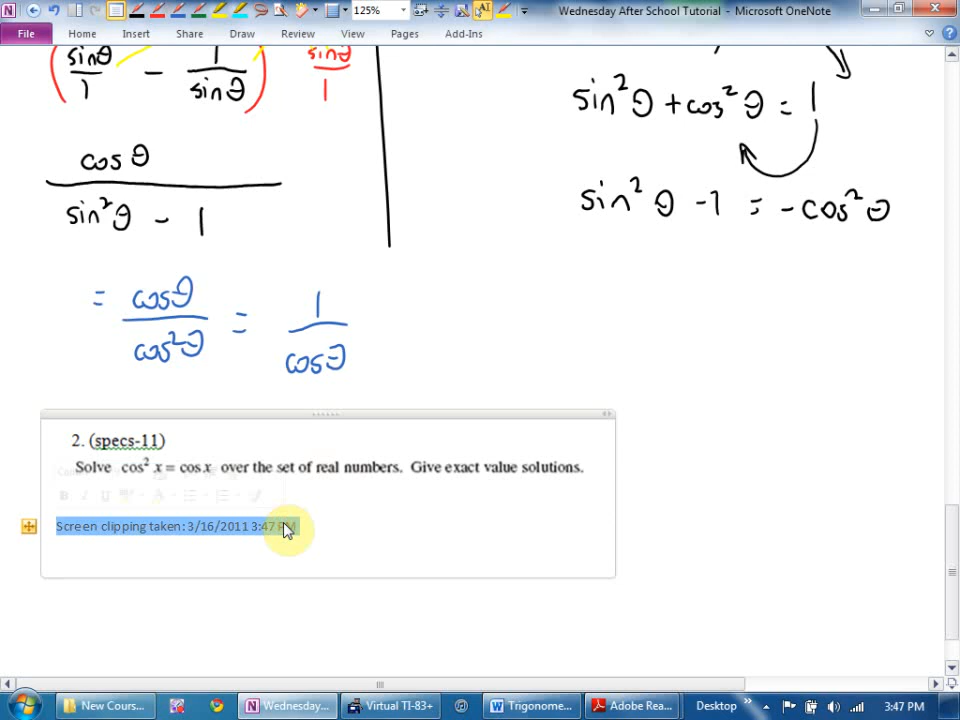 125%
Wednesday After School Tutorial - Microsoft OneNote
File Home Insert Share Draw Review View Pages Add-Ins
(sinθ/1 - 1/sinθ) sinθ/1
cosθ
sin²θ - 1
= cosθ/cos²θ = 1/cosθ
sin²θ + cos²θ = 1
sin²θ - 1 = -cos²θ
2. (specs-11)
Solve cos² x = cos x over the set of real numbers. Give exact value solutions.
Screen clipping taken: 3/16/2011 3:47 PM
New Cour... Wednesday... Virtual TI-83+ Trigonome... Adobe Rea... Desktop 3:47 PM